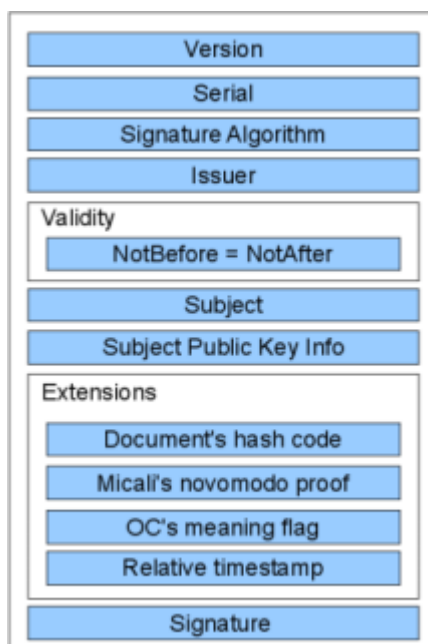 Version
Serial
Signature Algorithm
Issuer
Validity
NotBefore = NotAfter
Subject
Subject Public Key Info
Extensions
Document's hash code
Micali's novomodo proof
OC's meaning flag
Relative timestamp
Signature